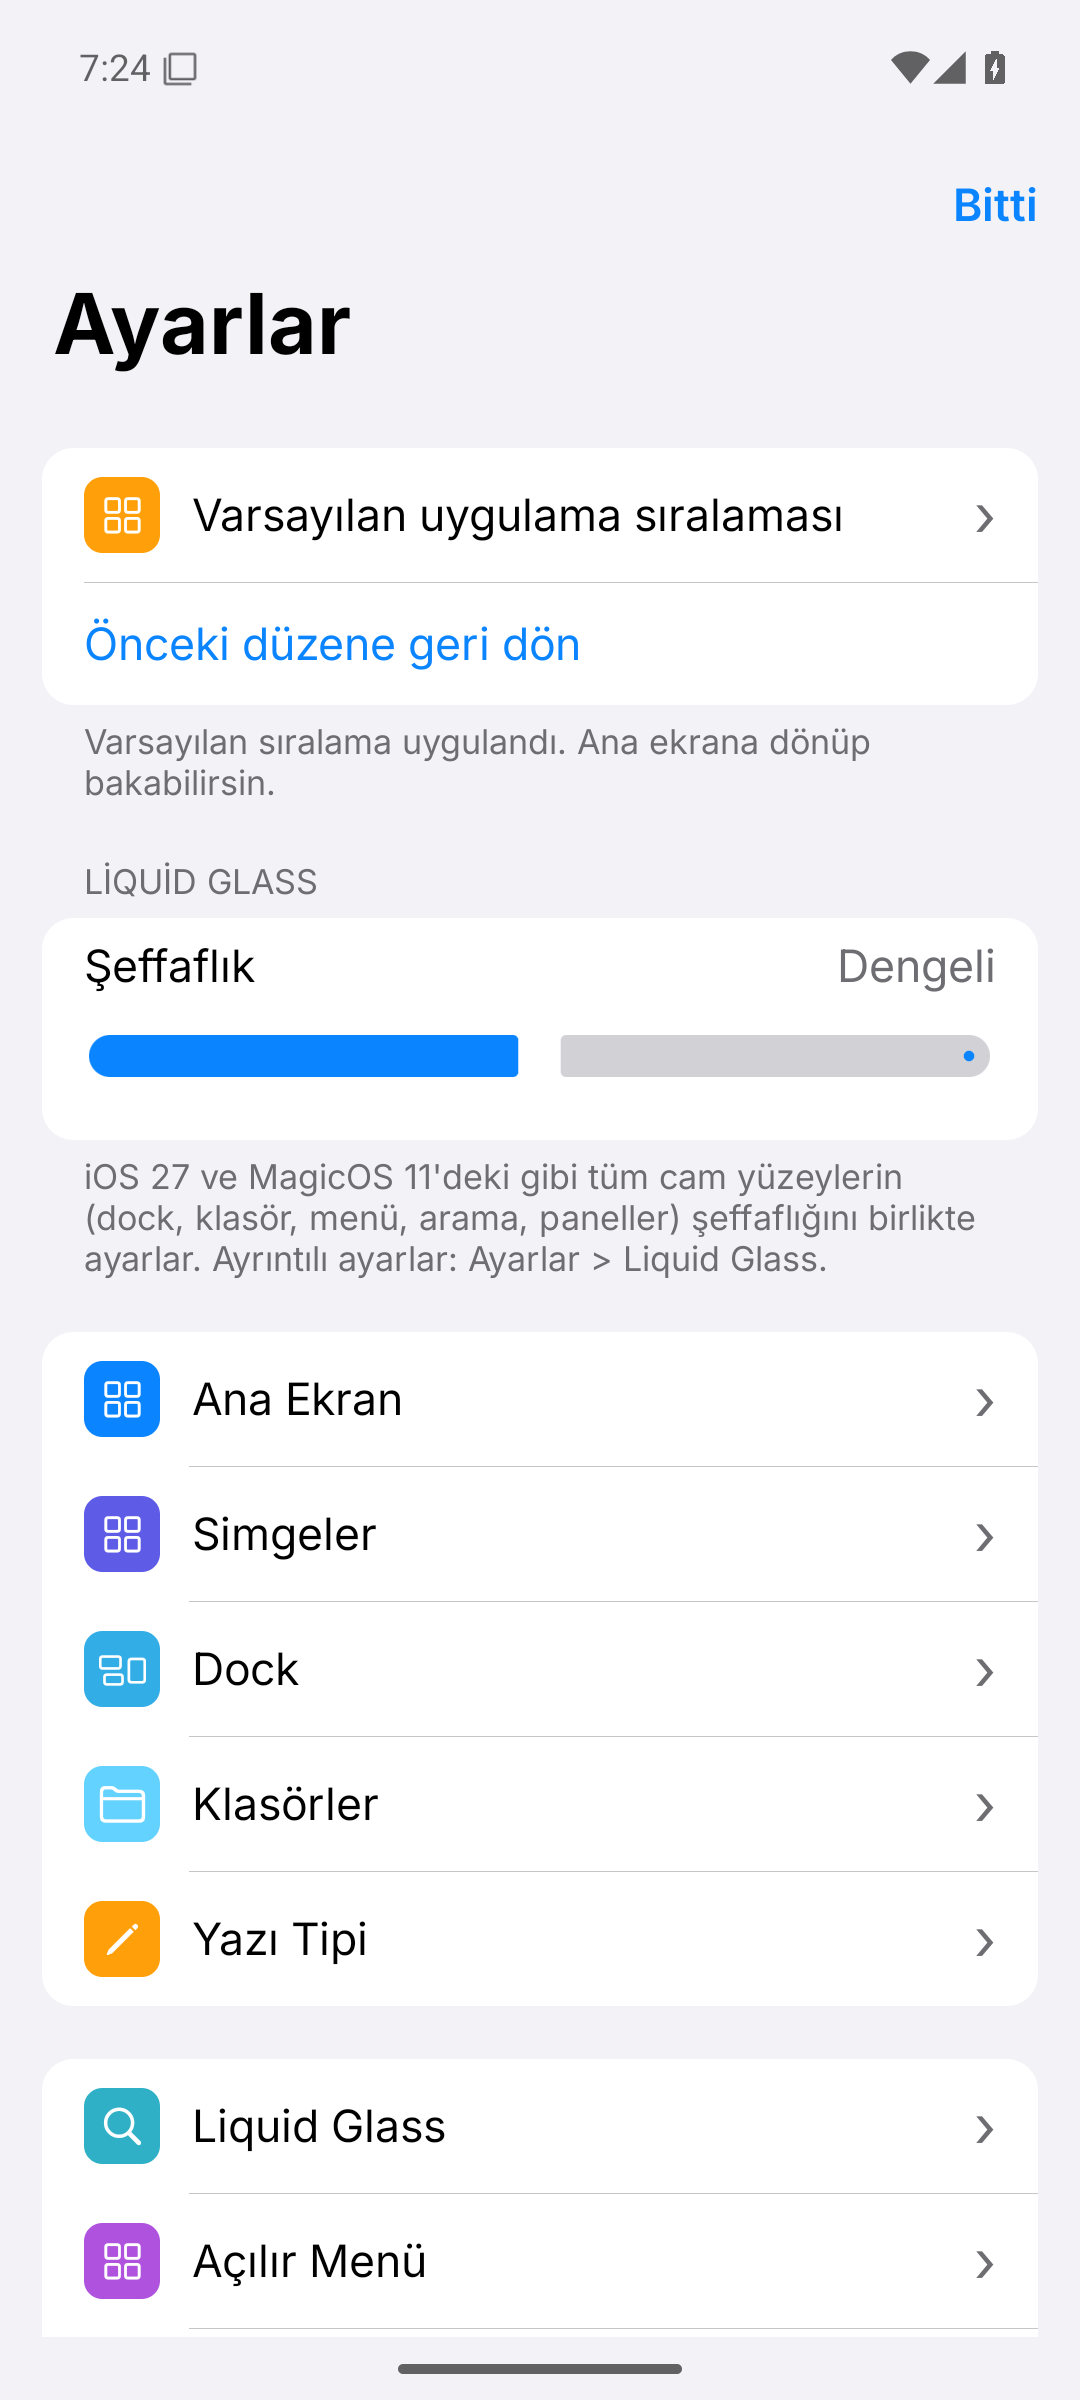 7:24
Bitti
Ayarlar
Varsayılan uygulama sıralaması
Önceki düzene geri dön
Varsayılan sıralama uygulandı. Ana ekrana dönüp
bakabilirsin.
LİQUİD GLASS
Şeffaflık
Dengeli
iOS 27 ve MagicOS 11'deki gibi tüm cam yüzeylerin
(dock, klasör, menü, arama, paneller) şeffaflığını birlikte
ayarlar. Ayrıntılı ayarlar: Ayarlar > Liquid Glass.
Ana Ekran
Simgeler
Dock
Klasörler
Yazı Tipi
Liquid Glass
Açılır Menü